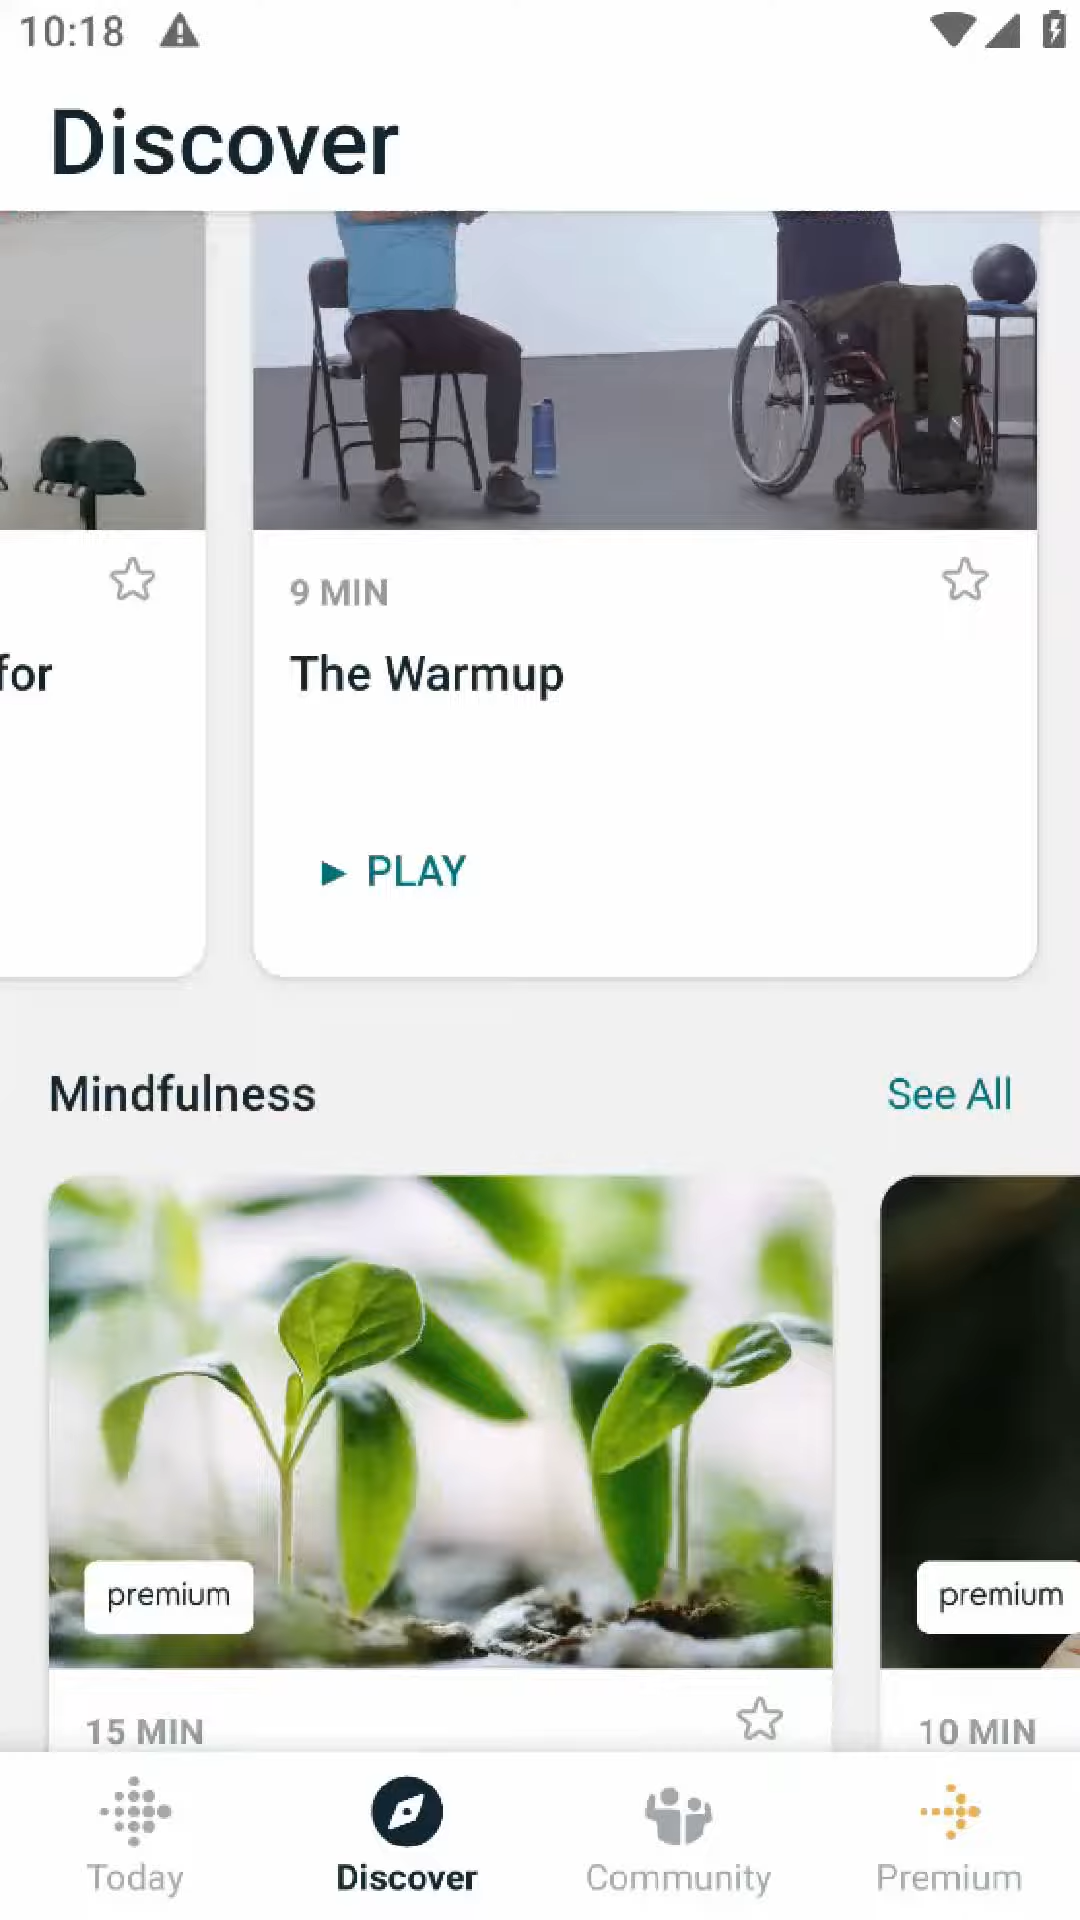 10:18
Discover
for
9 MIN
The Warmup
PLAY
Mindfulness
See All
premium
premium
15 MIN
10 MIN
Today
Discover
Community
Premium